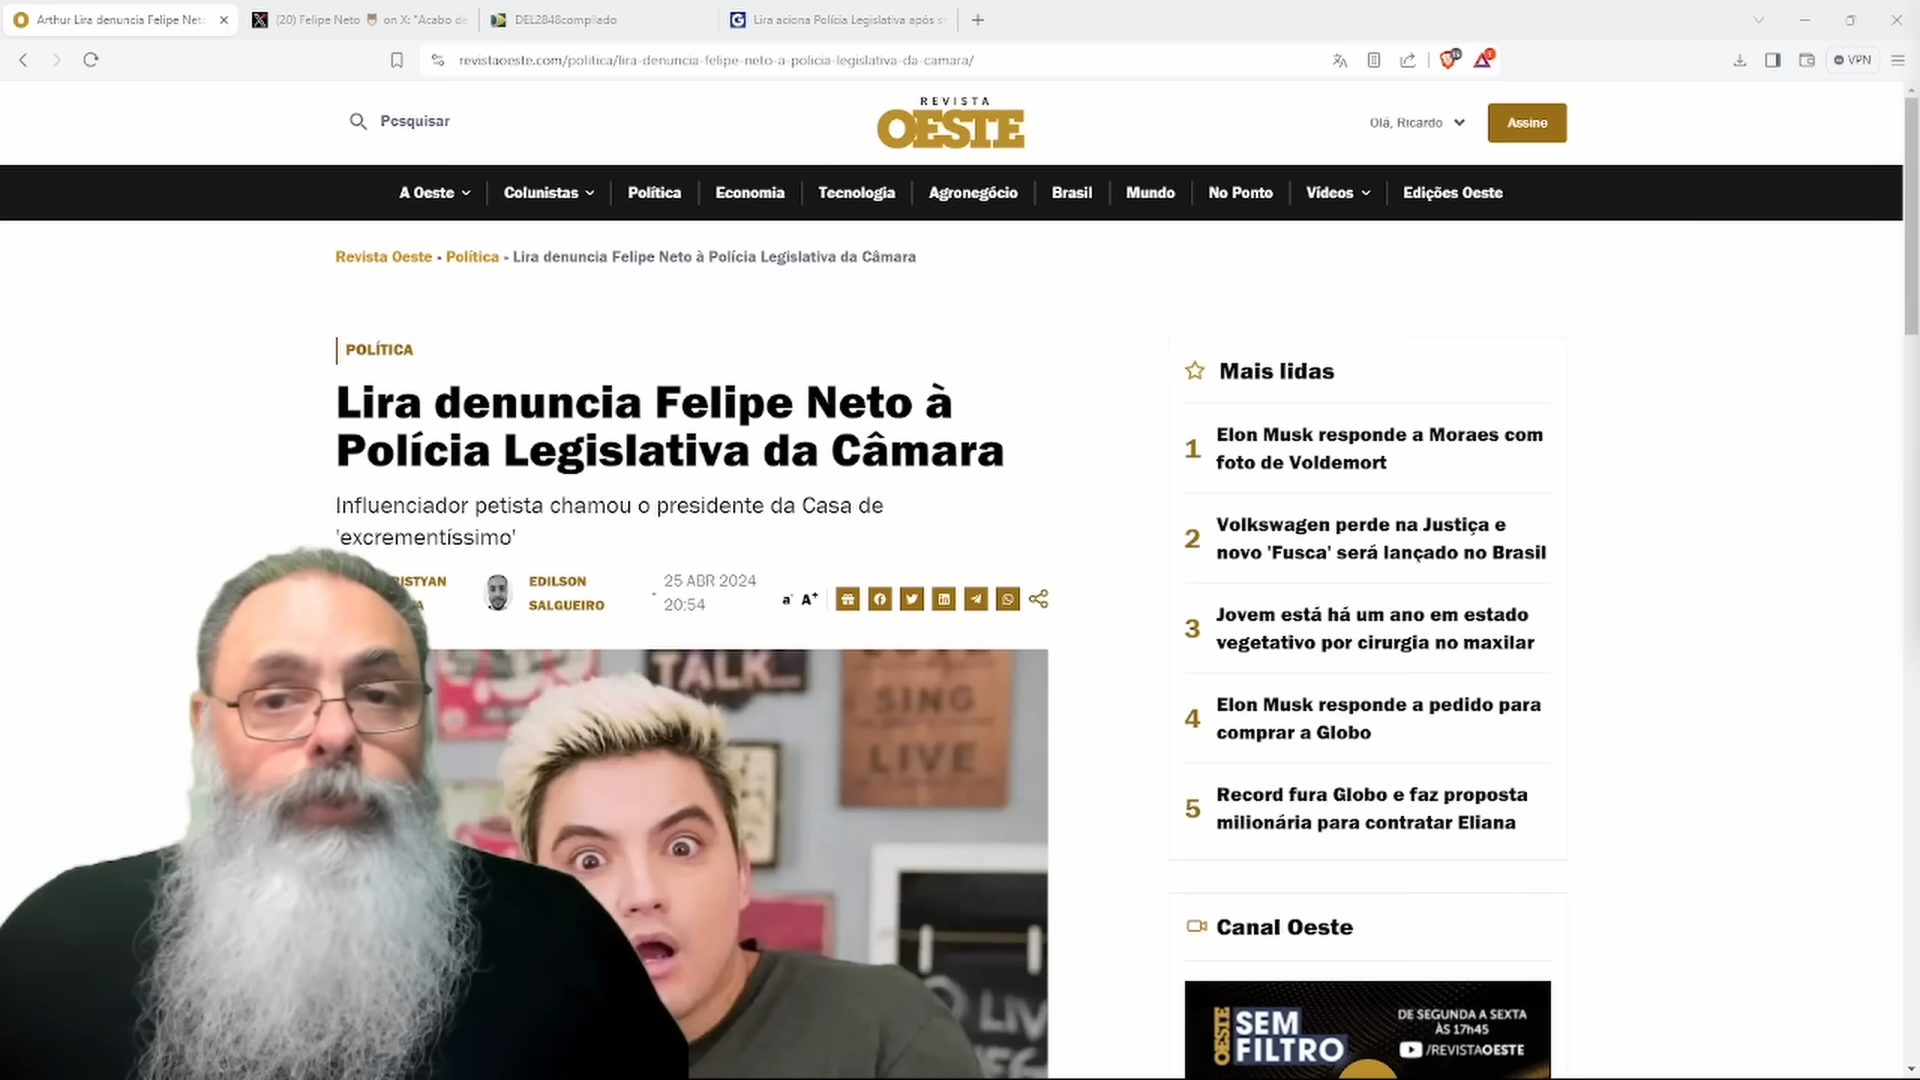 Arthur Lira denuncia Felipe Neto
(20) Felipe Neto on X: "Acabo de
DEL2848compilado
Lira aciona Polícia Legislativa após s
revistaoeste.com/politica/lira-denuncia-felipe-neto-a-policia-legislativa-da-camara/
VPN
Pesquisar
REVISTA
OESTE
Olá, Ricardo
Assine
A Oeste
Colunistas
Política
Economia
Tecnologia
Agronegócio
Brasil
Mundo
No Ponto
Vídeos
Edições Oeste
Revista Oeste - Política - Lira denuncia Felipe Neto à Polícia Legislativa da Câmara
POLÍTICA
Lira denuncia Felipe Neto à
Polícia Legislativa da Câmara
Influenciador petista chamou o presidente da Casa de
'excrementíssimo'
RISTYAN
A
EDILSON
SALGUEIRO
25 ABR 2024
20:54
a- A+
TALK...
SING
LIVE
LIV
Mais lidas
1 Elon Musk responde a Moraes com
foto de Voldemort
2 Volkswagen perde na Justiça e
novo 'Fusca' será lançado no Brasil
3 Jovem está há um ano em estado
vegetativo por cirurgia no maxilar
4 Elon Musk responde a pedido para
comprar a Globo
5 Record fura Globo e faz proposta
milionária para contratar Eliana
Canal Oeste
OESTE
SEM
FILTRO
DE SEGUNDA A SEXTA
ÀS 17h45
/REVISTAOESTE